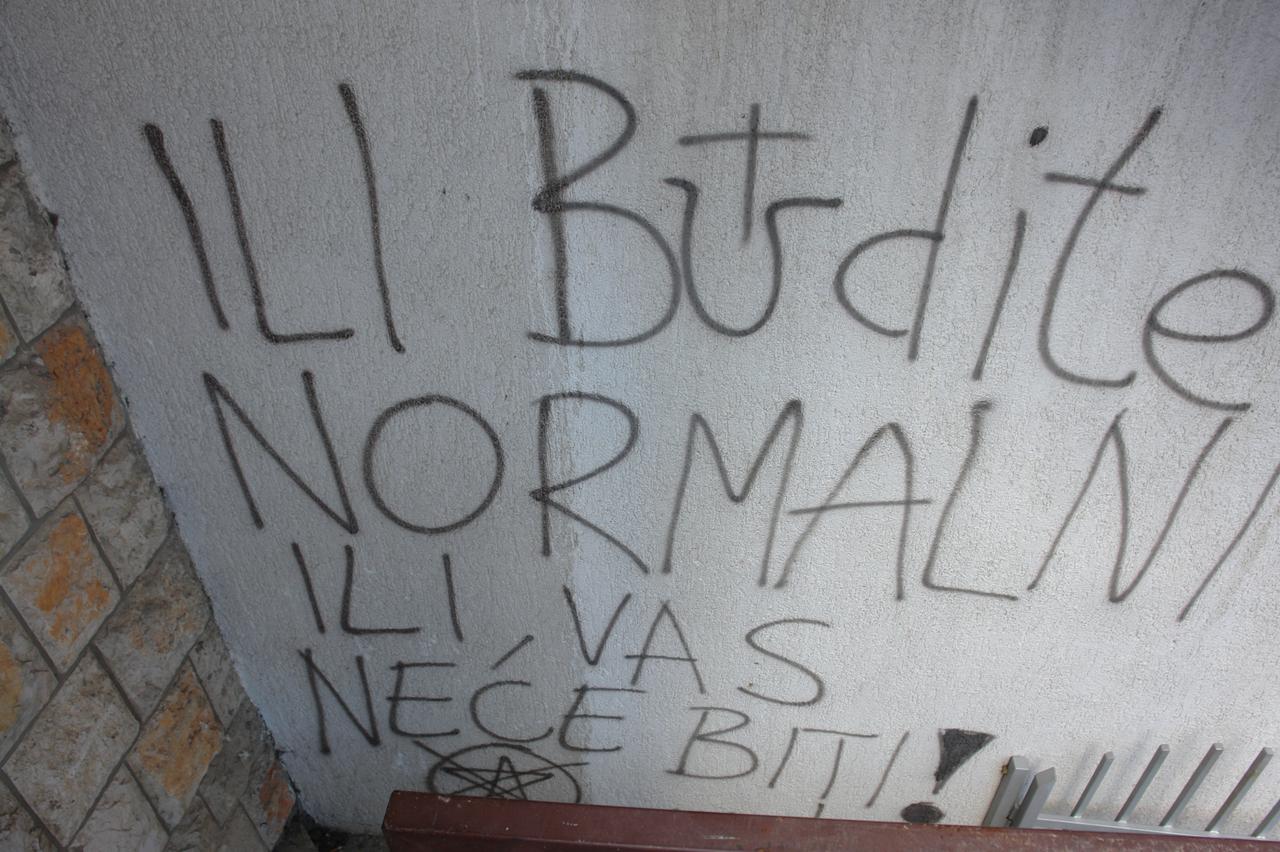 ILI Budite
NORMALNI
ILI VAS
NEĆE BITI!